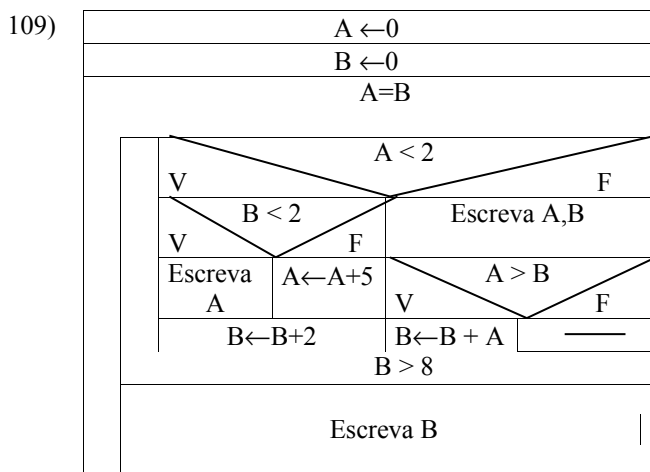 109)
A ←0
B ←0
A=B
A < 2
V F
B < 2 Escreva A,B
V F
Escreva A←A+5 A > B
A V F
B←B+2 B←B + A
B > 8
Escreva B